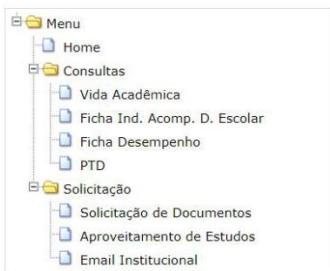 Menu
Home
Consultas
Vida Acadêmica
Ficha Ind. Acomp. D. Escolar
Ficha Desempenho
PTD
Solicitação
Solicitação de Documentos
Aproveitamento de Estudos
Email Institucional